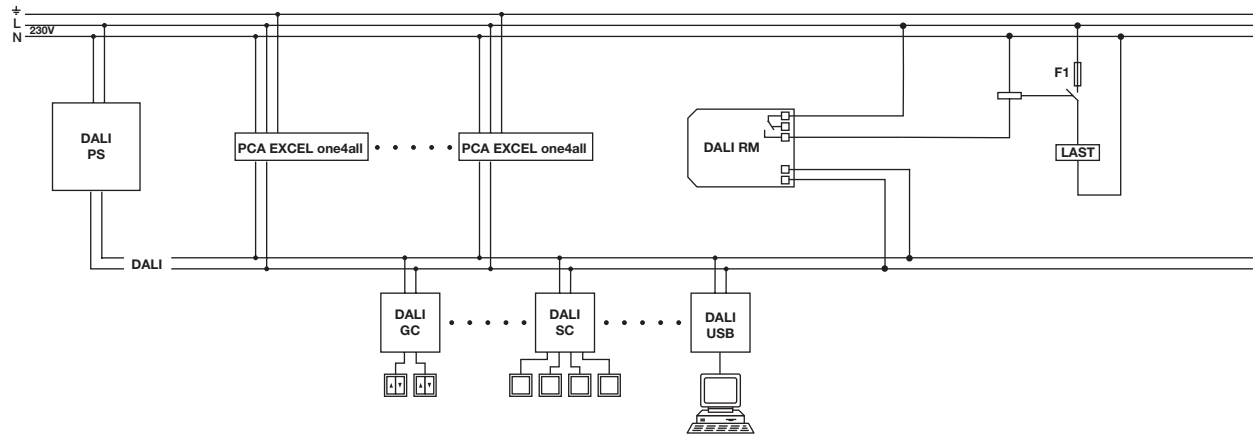 ⏚
L
N 230V
F1
DALI
PS
PCA EXCEL one4all
PCA EXCEL one4all
DALI RM
LAST
DALI
DALI
GC
DALI
SC
DALI
USB